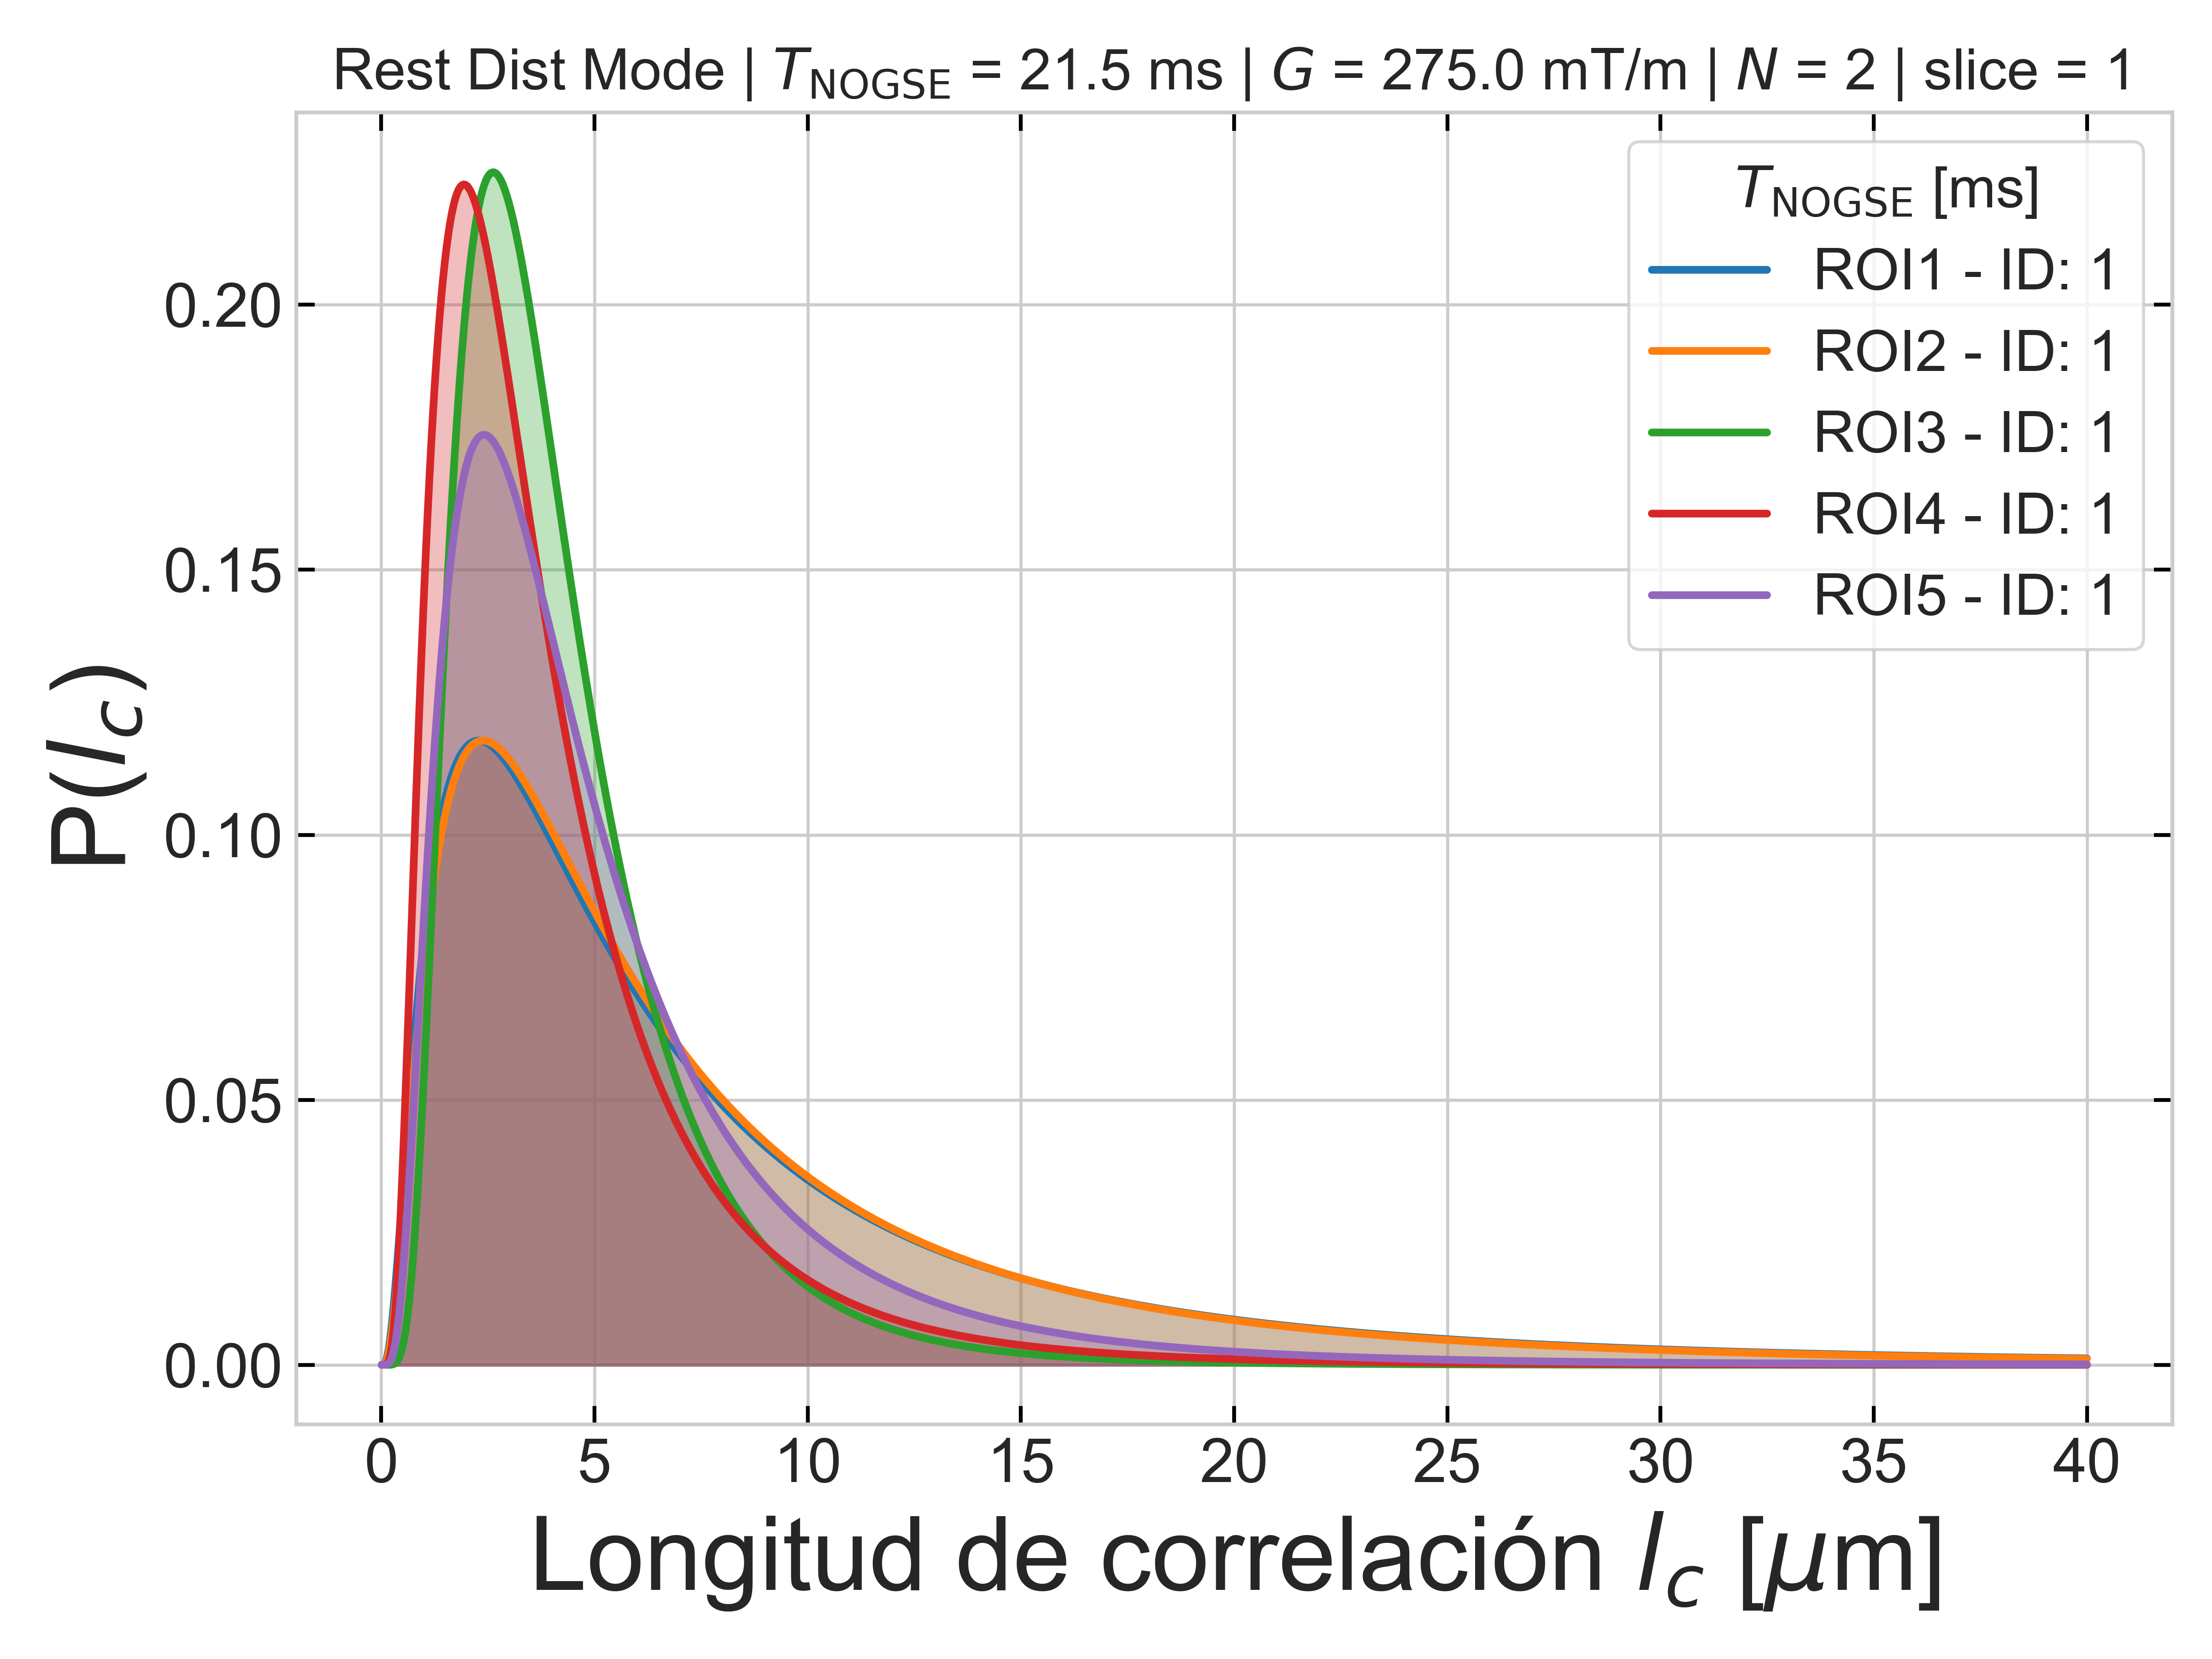 Rest Dist Mode | T_NOGSE = 21.5 ms | G = 275.0 mT/m | N = 2 | slice = 1
T_NOGSE [ms]
ROI1 - ID: 1
ROI2 - ID: 1
ROI3 - ID: 1
ROI4 - ID: 1
ROI5 - ID: 1
P(l_c)
0.20
0.15
0.10
0.05
0.00
0 5 10 15 20 25 30 35 40
Longitud de correlación l_c [μm]